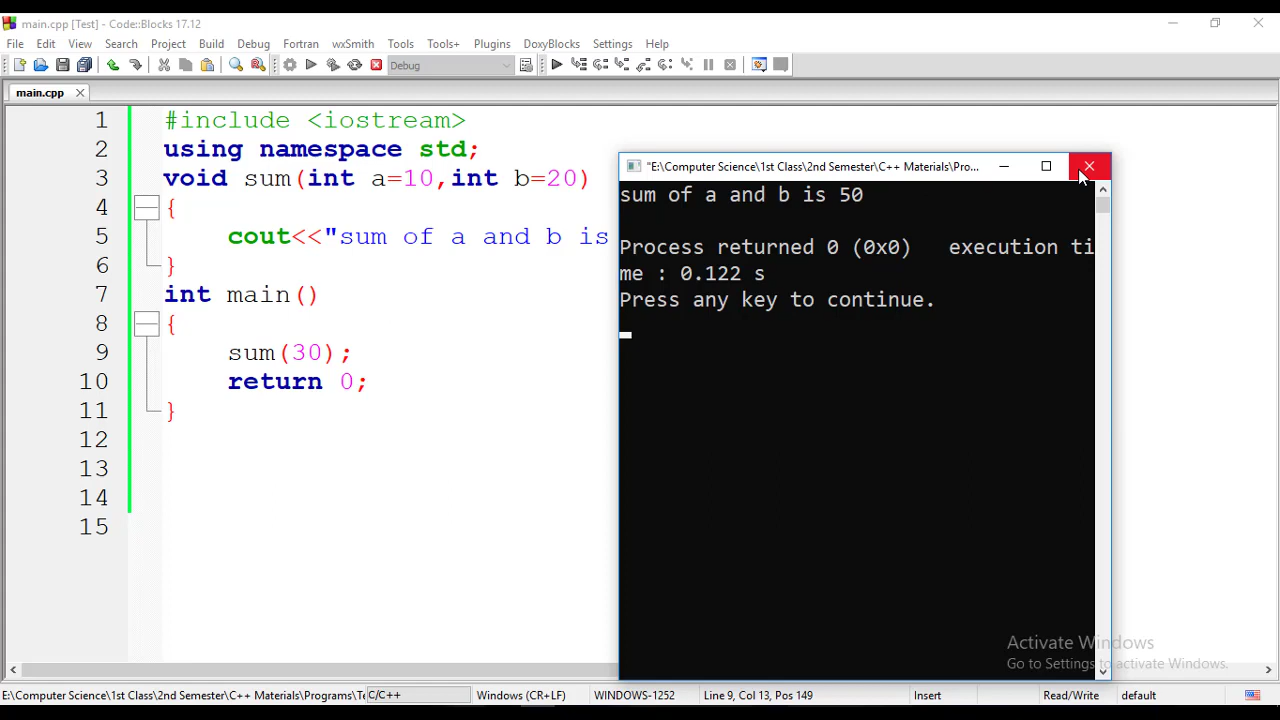 main.cpp [Test] - Code::Blocks 17.12
File Edit View Search Project Build Debug Fortran wxSmith Tools Tools+ Plugins DoxyBlocks Settings Help
Debug
main.cpp
1 #include <iostream>
2 using namespace std;
3 void sum(int a=10,int b=20)
4 {
5 cout<<"sum of a and b is
6 }
7 int main()
8 {
9 sum(30);
10 return 0;
11 }
12
13
14
15
"E:\Computer Science\1st Class\2nd Semester\C++ Materials\Pro...
sum of a and b is 50
Process returned 0 (0x0) execution ti
me : 0.122 s
Press any key to continue.
Activate Windows
Go to Settings to activate Windows.
E:\Computer Science\1st Class\2nd Semester\C++ Materials\Programs\Te C/C++ Windows (CR+LF) WINDOWS-1252 Line 9, Col 13, Pos 149 Insert Read/Write default